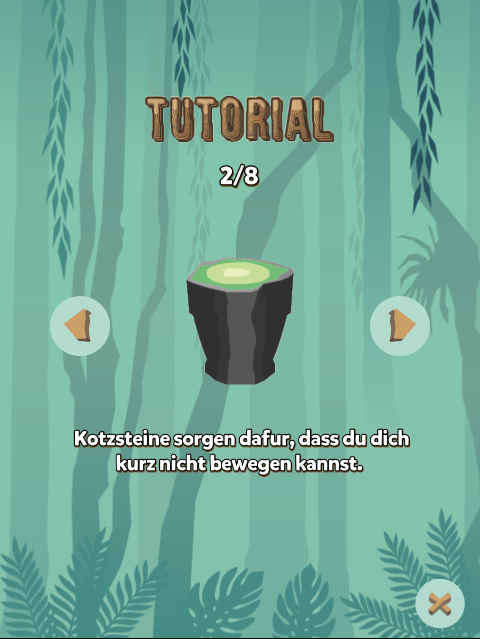 TUTORIAL
2/8
Kotzsteine sorgen dafur, dass du dich
kurz nicht bewegen kannst.